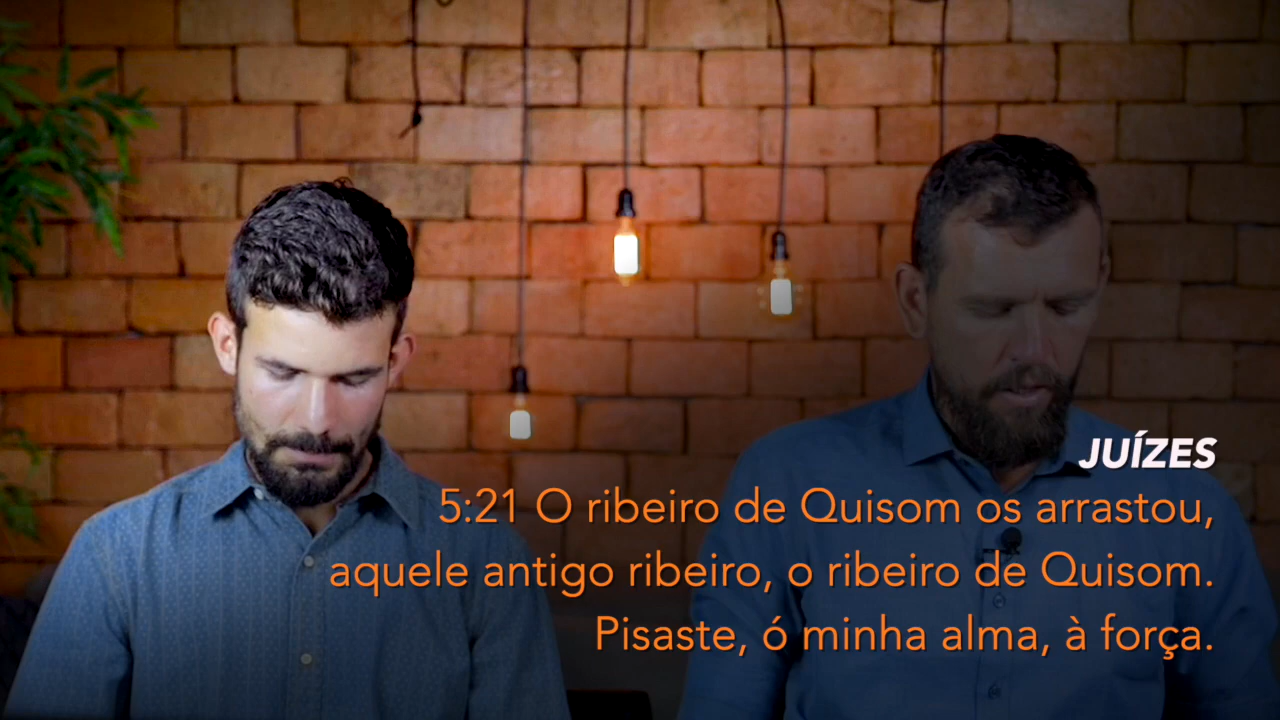 JUÍZES
5:21 O ribeiro de Quisom os arrastou,
aquele antigo ribeiro, o ribeiro de Quisom.
Pisaste, ó minha alma, à força.